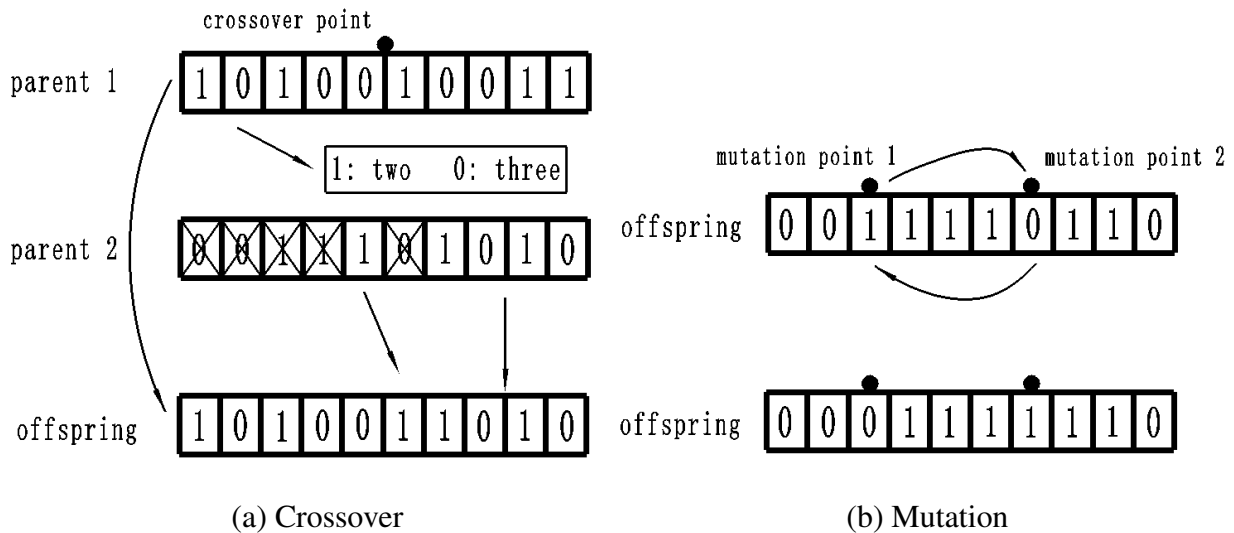 crossover point
parent 1 1 0 1 0 0 1 0 0 1 1
1: two 0: three
parent 2 0 0 1 1 1 0 1 0 1 0
offspring 1 0 1 0 0 1 1 0 1 0
(a) Crossover
mutation point 1 mutation point 2
offspring 0 0 1 1 1 1 0 1 1 0
offspring 0 0 0 1 1 1 1 1 1 0
(b) Mutation